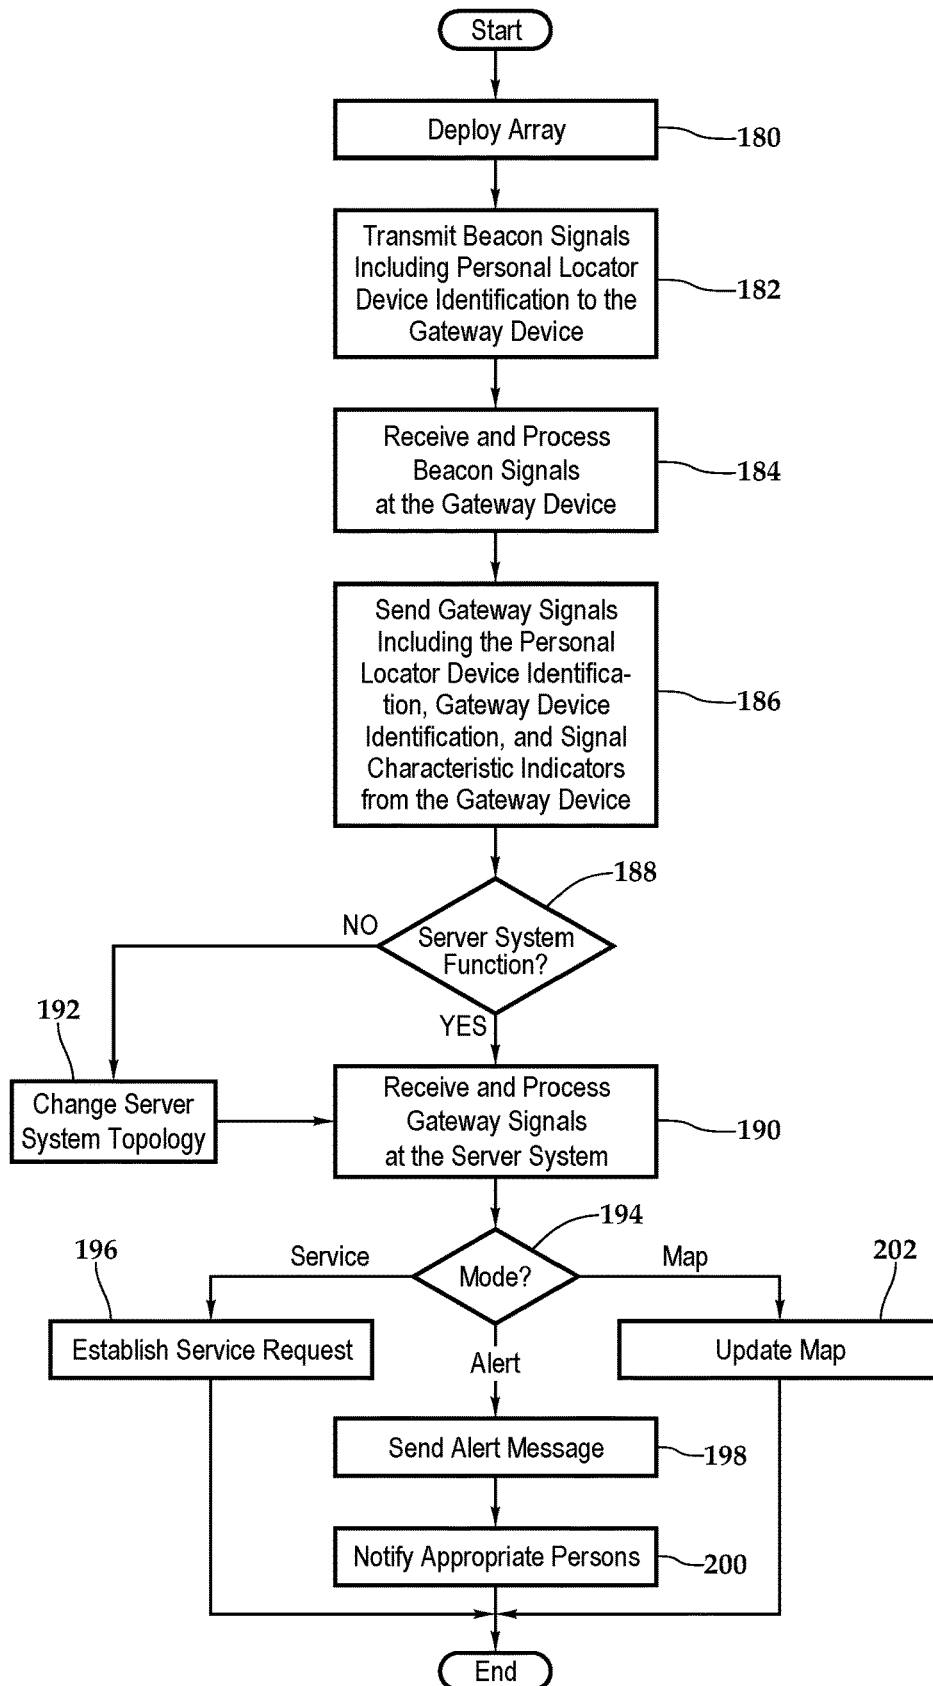 Start
Deploy Array
180
Transmit Beacon Signals
Including Personal Locator
Device Identification to the
Gateway Device
182
Receive and Process
Beacon Signals
at the Gateway Device
184
Send Gateway Signals
Including the Personal
Locator Device Identifica-
tion, Gateway Device
Identification, and Signal
Characteristic Indicators
from the Gateway Device
186
188
Server System
Function?
NO
YES
192
Change Server
System Topology
Receive and Process
Gateway Signals
at the Server System
190
194
Mode?
Service
Map
Alert
196
Establish Service Request
202
Update Map
Send Alert Message
198
Notify Appropriate Persons
200
End